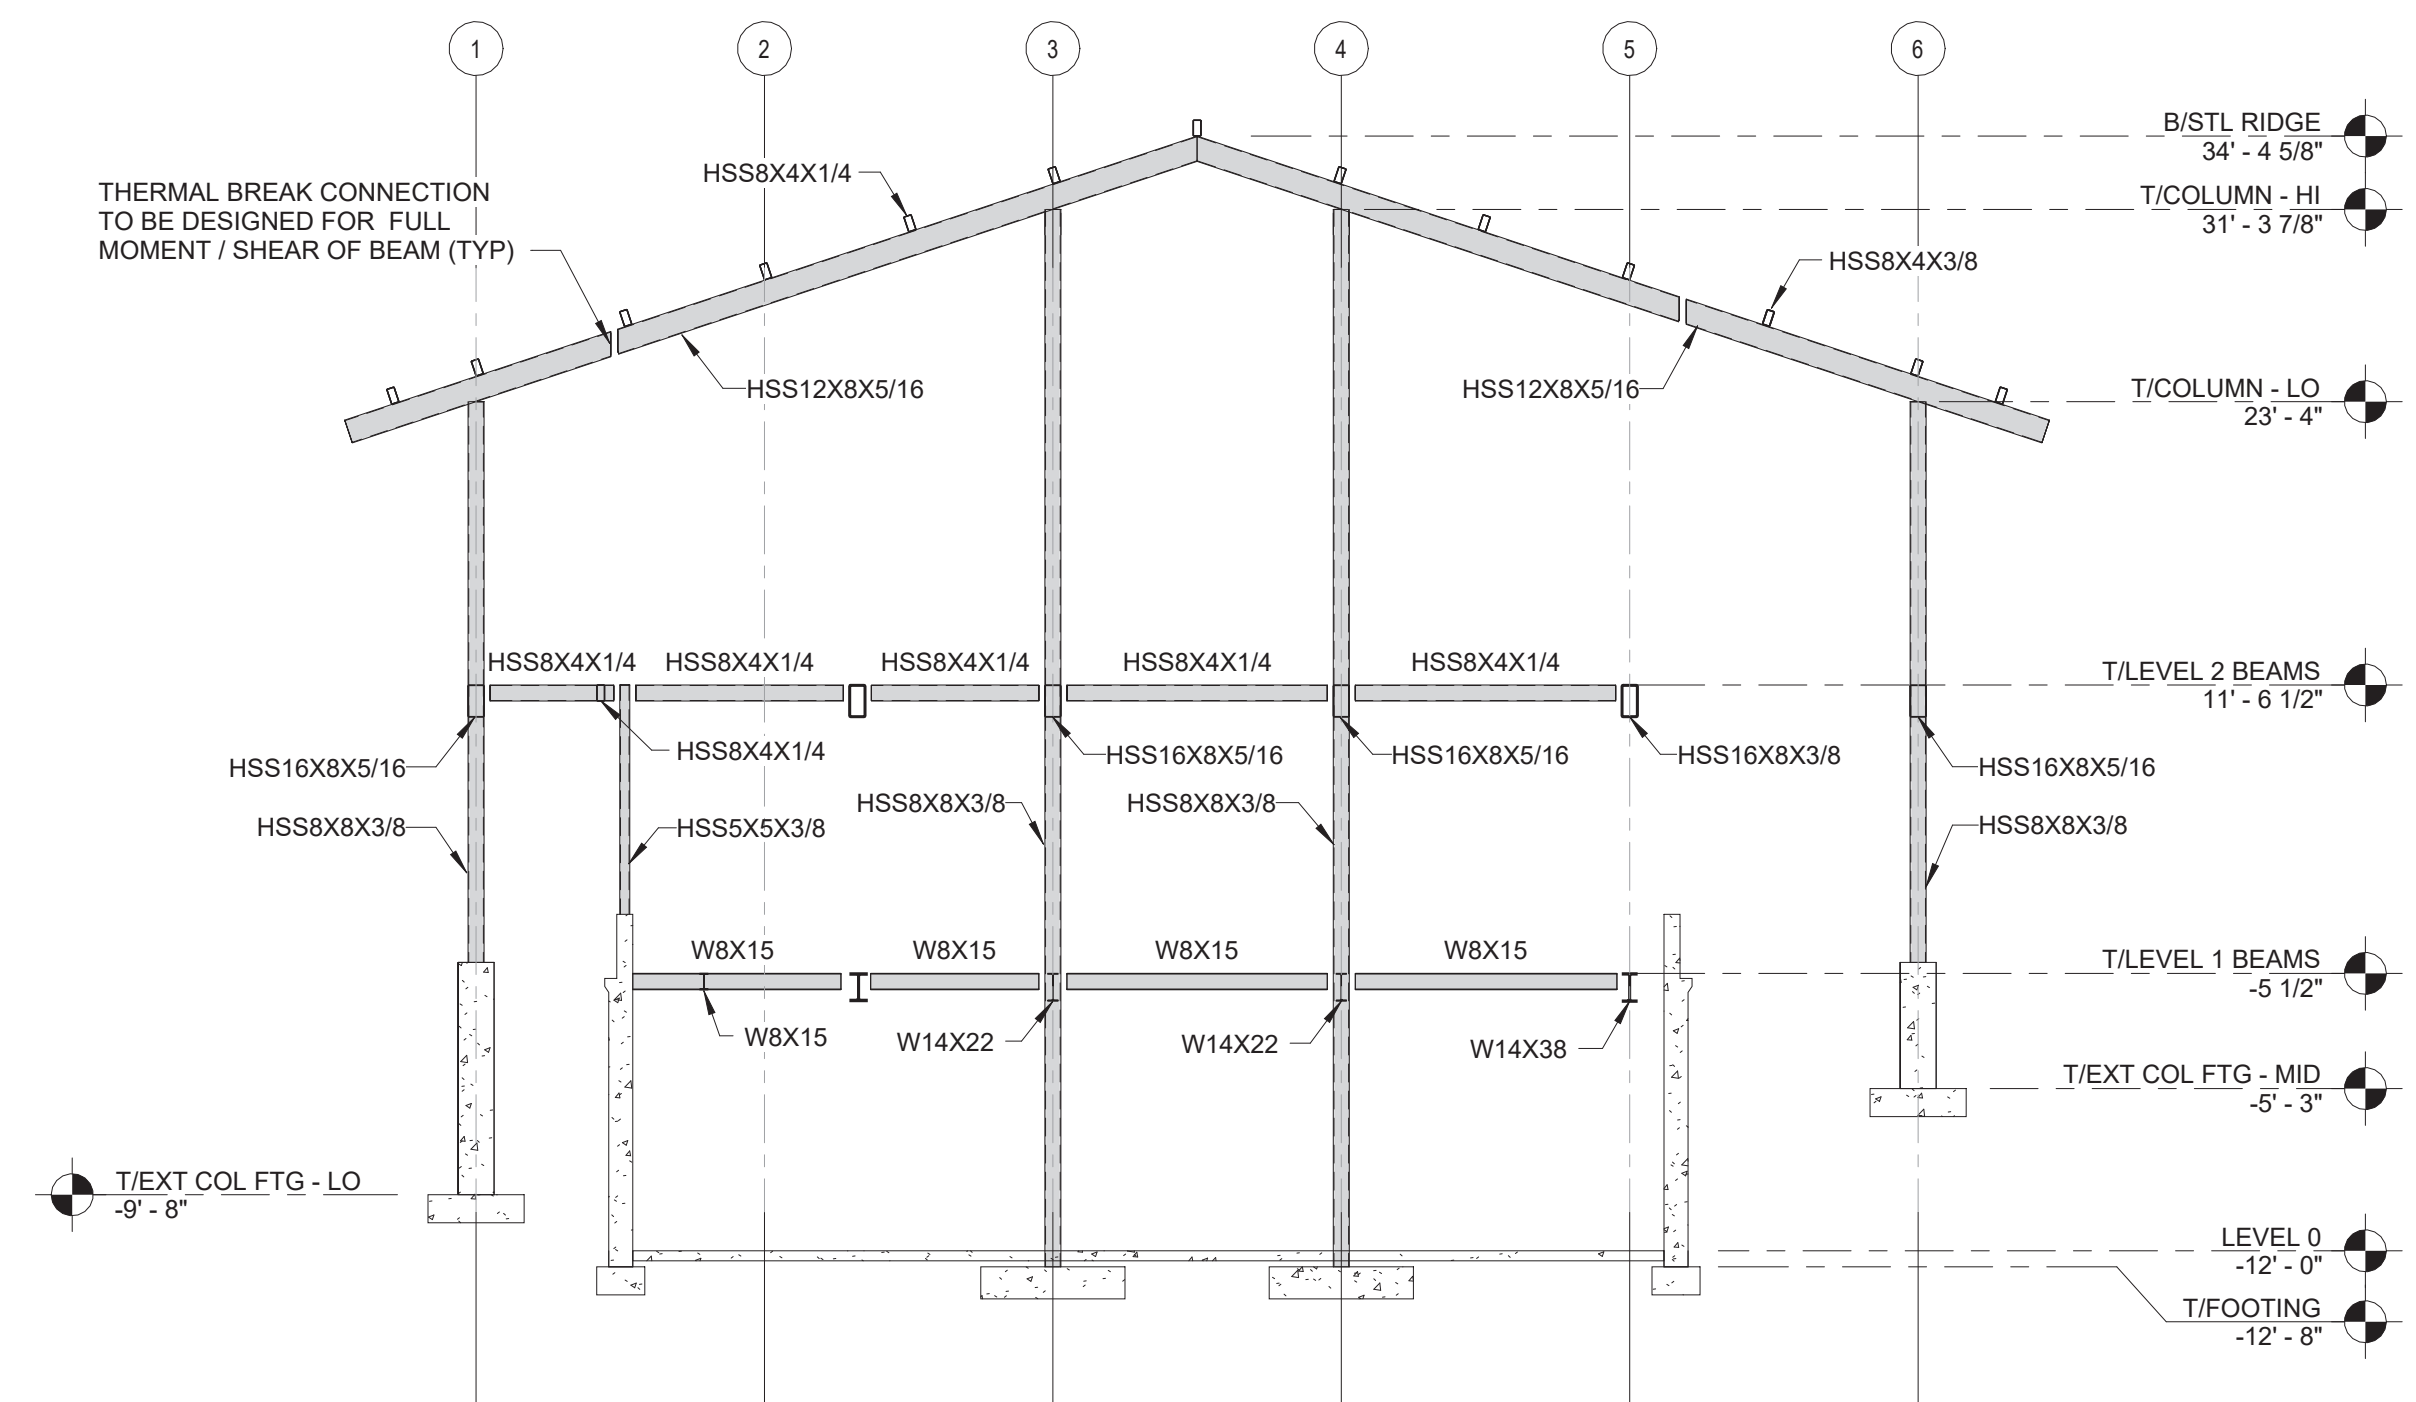 1
2
3
4
5
6
B/STL RIDGE
34' - 4 5/8"
HSS8X4X1/4
THERMAL BREAK CONNECTION
TO BE DESIGNED FOR FULL
MOMENT / SHEAR OF BEAM (TYP)
T/COLUMN - HI
31' - 3 7/8"
HSS8X4X3/8
HSS12X8X5/16
HSS12X8X5/16
T/COLUMN - LO
23' - 4"
HSS8X4X1/4
HSS8X4X1/4
HSS8X4X1/4
HSS8X4X1/4
HSS8X4X1/4
T/LEVEL 2 BEAMS
11' - 6 1/2"
HSS16X8X5/16
HSS8X4X1/4
HSS16X8X5/16
HSS16X8X5/16
HSS16X8X3/8
HSS16X8X5/16
HSS8X8X3/8
HSS5X5X3/8
HSS8X8X3/8
HSS8X8X3/8
HSS8X8X3/8
W8X15
W8X15
W8X15
W8X15
T/LEVEL 1 BEAMS
-5 1/2"
W8X15
W14X22
W14X22
W14X38
T/EXT COL FTG - MID
-5' - 3"
T/EXT COL FTG - LO
-9' - 8"
LEVEL 0
-12' - 0"
T/FOOTING
-12' - 8"